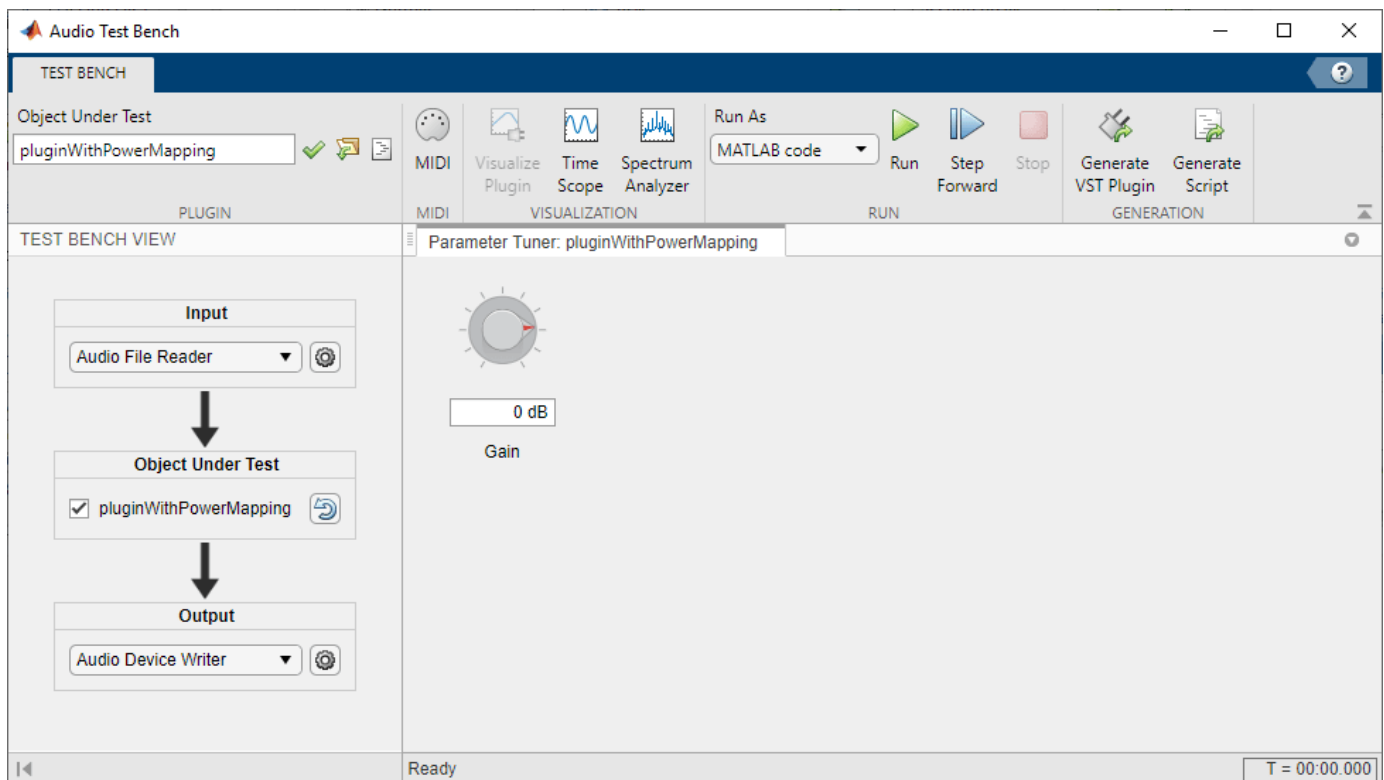 Audio Test Bench
TEST BENCH
?
Object Under Test
pluginWithPowerMapping
PLUGIN
MIDI
MIDI
Visualize
Plugin
Time
Scope
Spectrum
Analyzer
VISUALIZATION
Run As
MATLAB code
Run
Step
Forward
Stop
RUN
Generate
VST Plugin
Generate
Script
GENERATION
TEST BENCH VIEW
Input
Audio File Reader
Object Under Test
pluginWithPowerMapping
Output
Audio Device Writer
Parameter Tuner: pluginWithPowerMapping
0 dB
Gain
Ready
T = 00:00.000